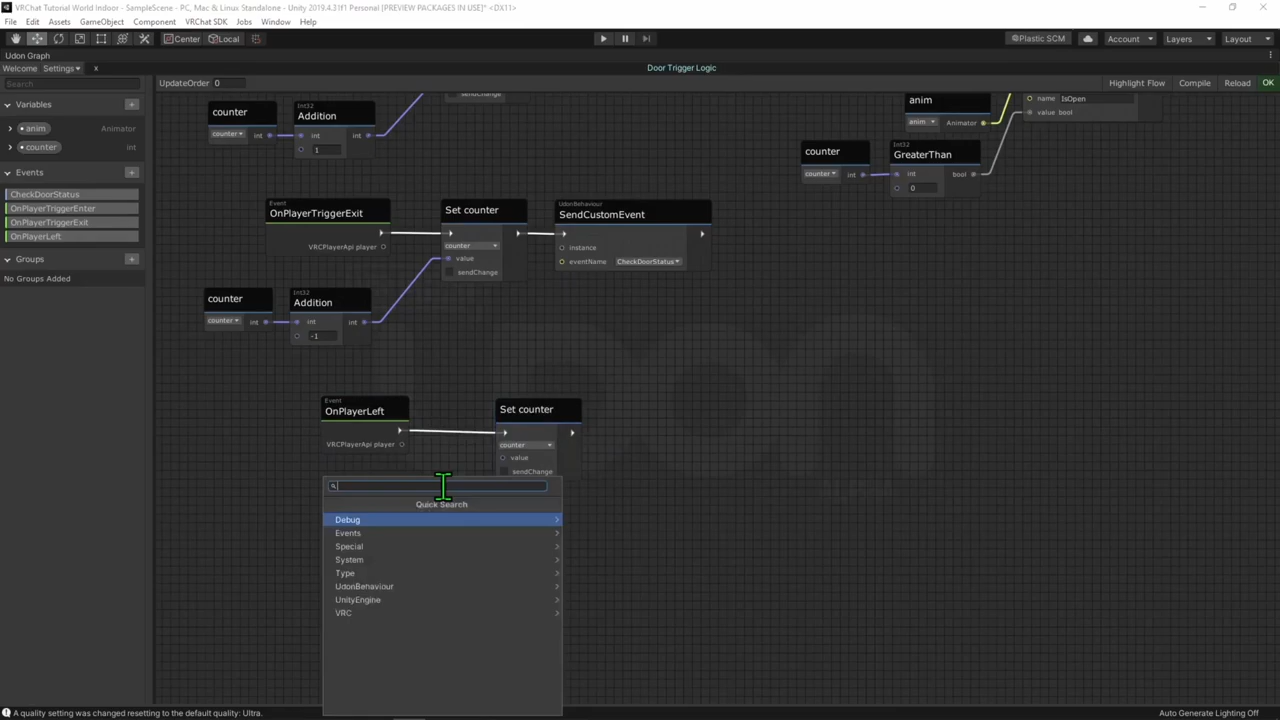 VRChat Tutorial World Indoor - SampleScene - PC, Mac & Linux Standalone - Unity 2019.4.31f1 Personal [PREVIEW PACKAGES IN USE]* <DX11>
File Edit Assets GameObject Component VRChat SDK Jobs Window Help
Center Local Plastic SCM Account Layers Layout
Udon Graph
Welcome Settings x Door Trigger Logic
Search UpdateOrder 0 Highlight Flow Compile Reload OK
Variables +
anim Animator
counter int
Events +
CheckDoorStatus
OnPlayerTriggerEnter
OnPlayerTriggerExit
OnPlayerLeft
Groups +
No Groups Added
sendChange
counter
counter int
Int32
Addition
int int
1
anim
anim Animator
name IsOpen
value bool
counter
counter int
Int32
GreaterThan
int bool
0
Event
OnPlayerTriggerExit
VRCPlayerApi player
Set counter
counter
value
sendChange
UdonBehaviour
SendCustomEvent
instance
eventName CheckDoorStatus
counter
counter int
Int32
Addition
int int
-1
Event
OnPlayerLeft
VRCPlayerApi player
Set counter
counter
value
sendChange
Quick Search
Debug
Events
Special
System
Type
UdonBehaviour
UnityEngine
VRC
A quality setting was changed resetting to the default quality: Ultra. Auto Generate Lighting Off